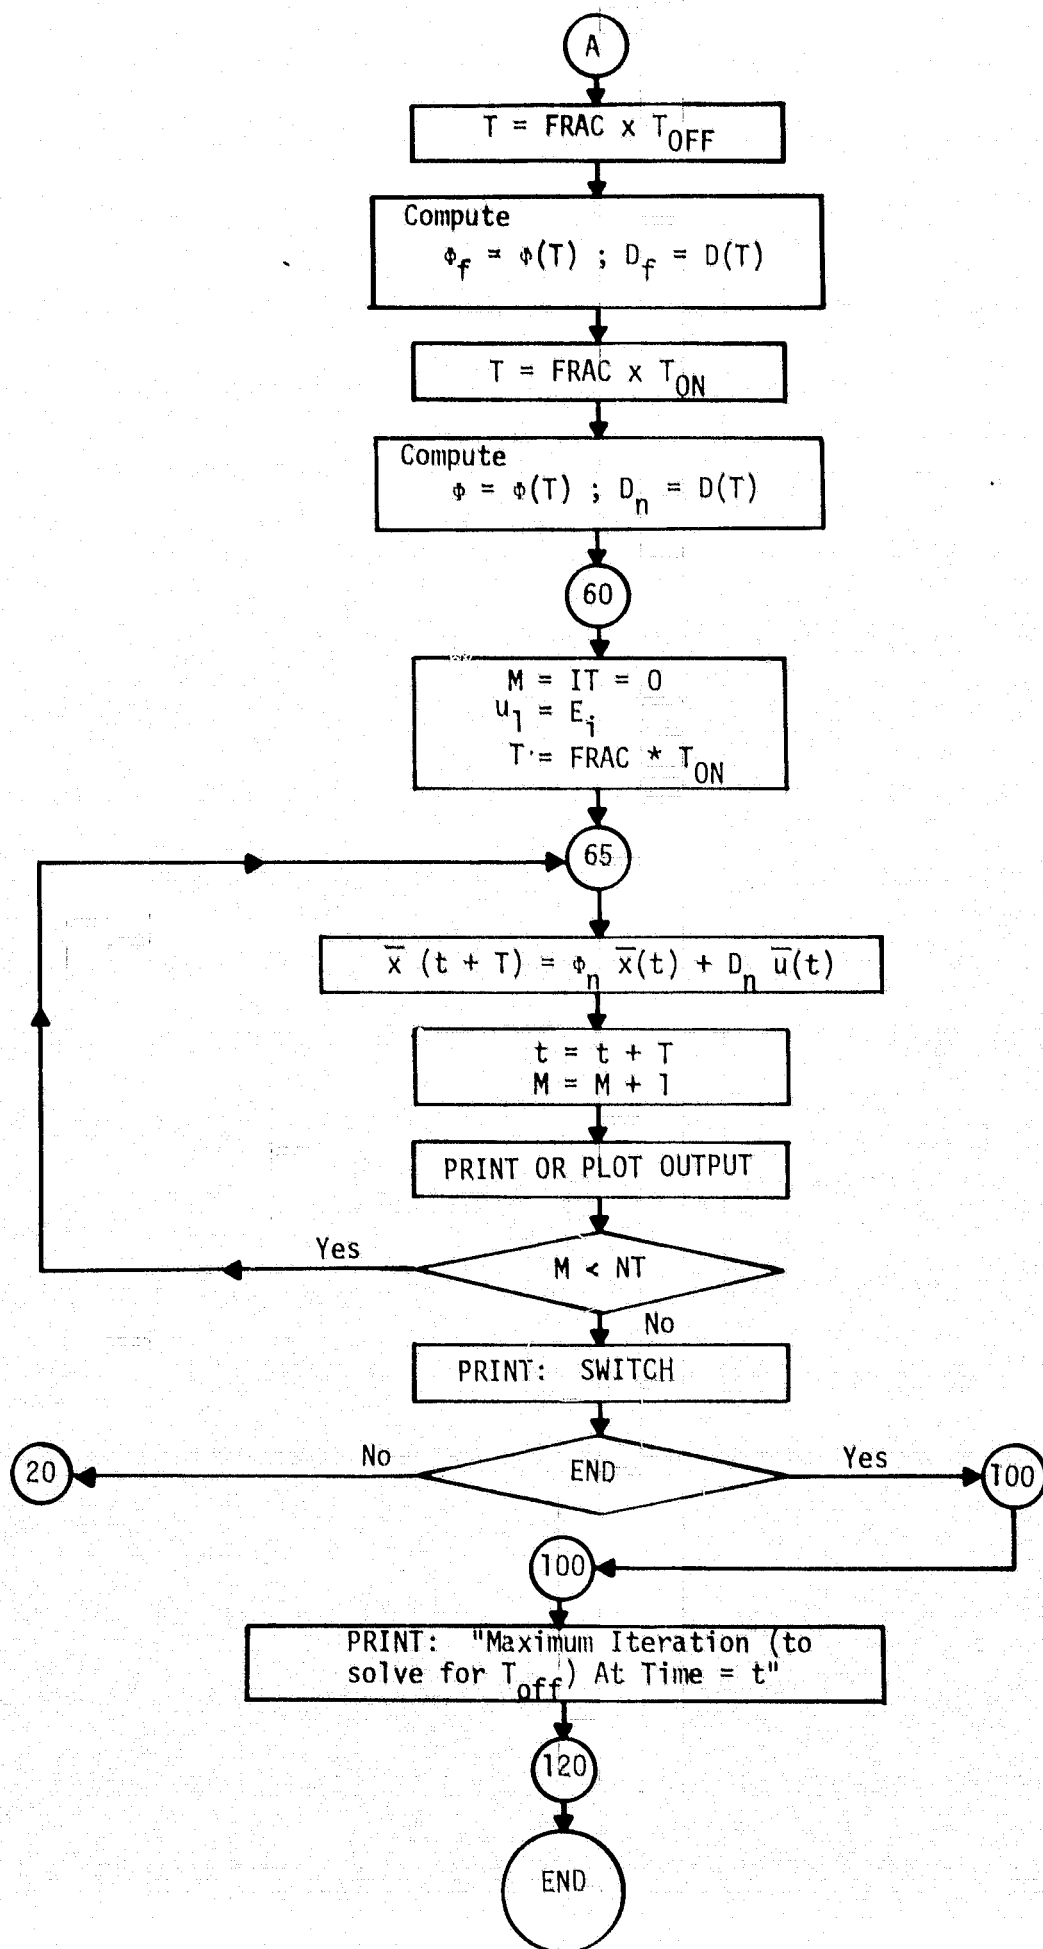 A
T = FRAC x T_OFF
Compute
Φ_f = Φ(T) ; D_f = D(T)
T = FRAC x T_ON
Compute
Φ = Φ(T) ; D_n = D(T)
60
M = IT = 0
u_1 = E_i
T = FRAC * T_ON
65
x̅ (t + T) = Φ_n x̅(t) + D_n u̅(t)
t = t + T
M = M + 1
PRINT OR PLOT OUTPUT
Yes
M < NT
No
PRINT: SWITCH
20
No
END
Yes
100
100
PRINT: "Maximum Iteration (to
solve for T_off) At Time = t"
120
END